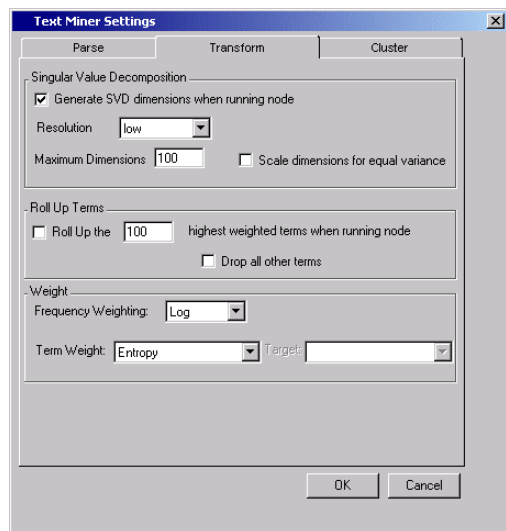 Text Miner Settings
Parse Transform Cluster
Singular Value Decomposition
Generate SVD dimensions when running node
Resolution low
Maximum Dimensions 100 Scale dimensions for equal variance
Roll Up Terms
Roll Up the 100 highest weighted terms when running node
Drop all other terms
Weight
Frequency Weighting: Log
Term Weight: Entropy Target:
OK Cancel